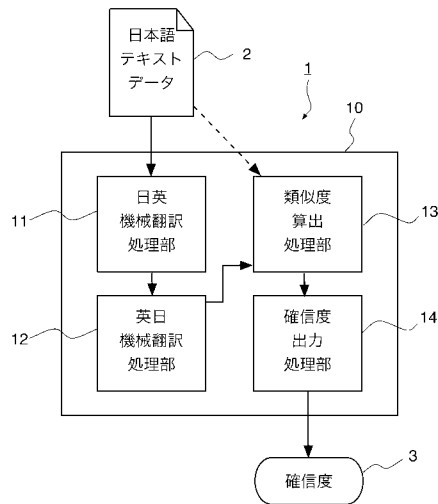 日本語
テキスト
データ
2
1
10
日英
機械翻訳
処理部
11
類似度
算出
処理部
13
英日
機械翻訳
処理部
12
確信度
出力
処理部
14
確信度
3